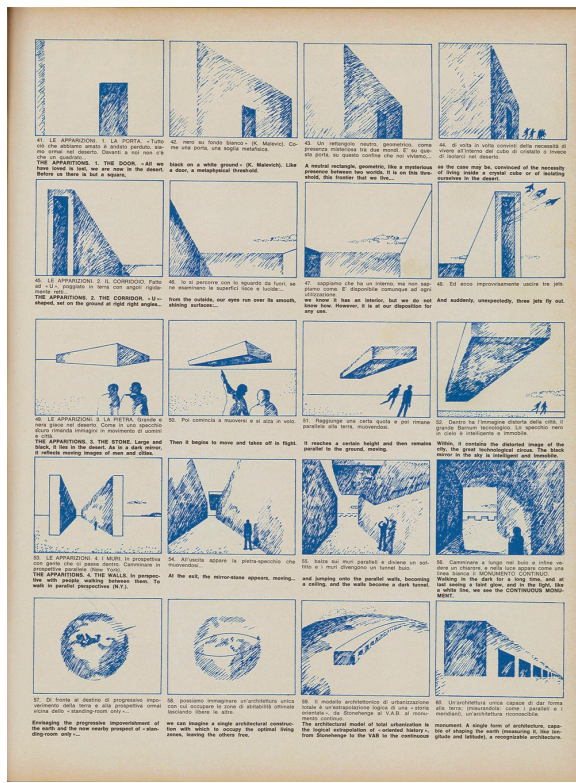 41. LE APPARIZIONI. 1. LA PORTA. «Tutto
ciò che abbiamo amato è andato perduto, sia-
mo ormai nel deserto. Davanti a noi non c'è
che un quadrato...
THE APPARITIONS. 1. THE DOOR. «All we
have loved is lost, we are now in the desert.
Before us there is but a square,
42. nero su fondo bianco» (K. Malevic). Co-
me una porta, una soglia metafisica.
black on a white ground» (K. Malevich). Like
a door, a metaphysical threshold.
43. Un rettangolo neutro, geometrico, come
presenza misteriosa tra due mondi. E' su que-
sta porta, su questo confine che noi viviamo,...
A neutral rectangle, geometric, like a mysterious
presence between two worlds. It is on this thre-
shold, this frontier that we live,...
44. di volta in volta convinti della necessità di
vivere all'interno del cubo di cristallo o invece
di isolarci nel deserto.
as the case may be, convinced of the necessity
of living inside a crystal cube or of isolating
ourselves in the desert.
45. LE APPARIZIONI. 2. IL CORRIDOIO. Fatto
ad «U», poggiato in terra con angoli rigida-
mente retti...
THE APPARITIONS. 2. THE CORRIDOR. «U»-
shaped, set on the ground at rigid right angles...
46. lo si percorre con lo sguardo da fuori, se
ne esaminano le superfici lisce e lucide:...
from the outside, our eyes run over its smooth,
shining surfaces:...
47. sappiamo che ha un interno, ma non sap-
piamo come. E' disponibile comunque ad ogni
utilizzazione.
we know it has an interior, but we do not
know how. However, it is at our disposition for
any use.
48. Ed ecco improvvisamente uscire tre jets.
And suddenly, unexpectedly, three jets fly out.
49. LE APPARIZIONI. 3. LA PIETRA. Grande e
nera giace nel deserto. Come in uno specchio
scuro rimanda immagini in movimento di uomini
e città.
THE APPARITIONS. 3. THE STONE. Large and
black, it lies in the desert. As in a dark mirror,
it reflects moving images of men and cities.
50. Poi comincia a muoversi e si alza in volo.
Then it begins to move and takes off in flight.
51. Raggiunge una certa quota e poi rimane
parallela alla terra, muovendosi.
It reaches a certain height and then remains
parallel to the ground, moving.
52. Dentro ha l'immagine distorta della città, il
grande Barnum tecnologico. Lo specchio nero
in cielo è intelligente e immobile.
Within, it contains the distorted image of the
city, the great technological circus. The black
mirror in the sky is intelligent and immobile.
53. LE APPARIZIONI. 4. I MURI. In prospettiva
con gente che ci passa dentro. Camminare in
prospettive parallele (New York).
THE APPARITIONS. 4. THE WALLS. In perspec-
tive with people walking between them. To
walk in parallel perspectives (N.Y.).
54. All'uscita appare la pietra-specchio che
muovendosi...
At the exit, the mirror-stone appears, moving...
55. balza sui muri paralleli e diviene un sof-
fitto e i muri divengono un tunnel buio.
and jumping onto the parallel walls, becoming
a ceiling, and the walls become a dark tunnel.
56. Camminare a lungo nel buio e infine ve-
dere un chiarore, e nella luce appare come una
linea bianca il MONUMENTO CONTINUO.
Walking in the dark for a long time, and at
last seeing a faint glow, and in the light, like
a white line, we see the CONTINUOUS MONU-
MENT.
57. Di fronte al destino di progressivo impo-
verimento della terra e alla prospettiva ormai
vicina dello «standing-room only»...
Envisaging the progressive impoverishment of
the earth and the now nearby prospect of «stan-
ding-room only»...
58. possiamo immaginare un'architettura unica
con cui occupare le zone di abitabilità ottimale
lasciando libere le altre.
we can imagine a single architectural construc-
tion with which to occupy the optimal living
zones, leaving the others free.
59. Il modello architettonico di urbanizzazione
totale è un'estrapolazione logica di una «storia
orientata», da Stonehenge al V.A.B. al monu-
mento continuo.
The architectural model of total urbanization is
the logical extrapolation of «oriented history»,
from Stonehenge to the VAB to the continuous
60. Un'architettura unica capace di dar forma
alla terra; (misurandola: come i paralleli e i
meridiani), un'architettura riconoscibile.
monument. A single form of architecture, capa-
ble of shaping the earth (measuring it, like lon-
gitude and latitude), a recognizable architecture.